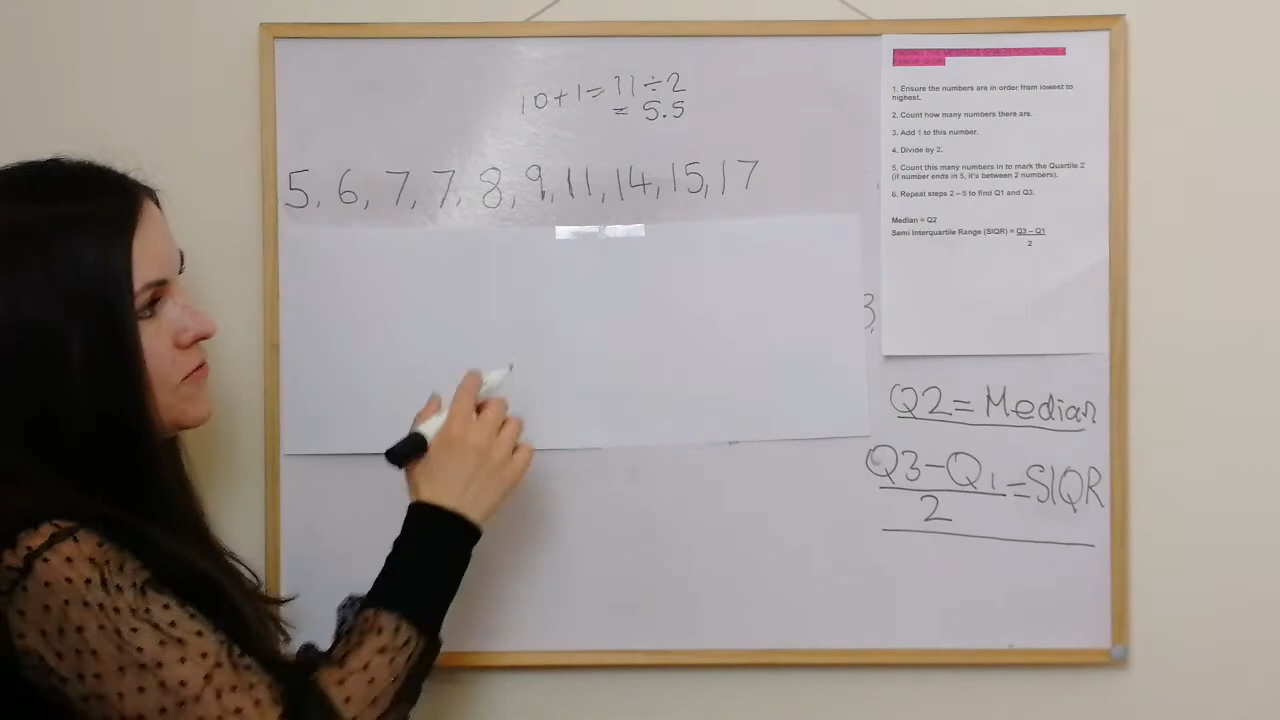 10+1=11÷2
= 5.5
5, 6, 7, 7, 8, 9, 11, 14, 15, 17
3
1. Ensure the numbers are in order from lowest to
highest.
2. Count how many numbers there are.
3. Add 1 to this number.
4. Divide by 2.
5. Count this many numbers in to mark the Quartile 2
(if number ends in 5, it's between 2 numbers).
6. Repeat steps 2 – 5 to find Q1 and Q3.
Median = Q2
Semi Interquartile Range (SIQR) = Q3 – Q1
2
Q2 = Median
Q3-Q1=SIQR
2